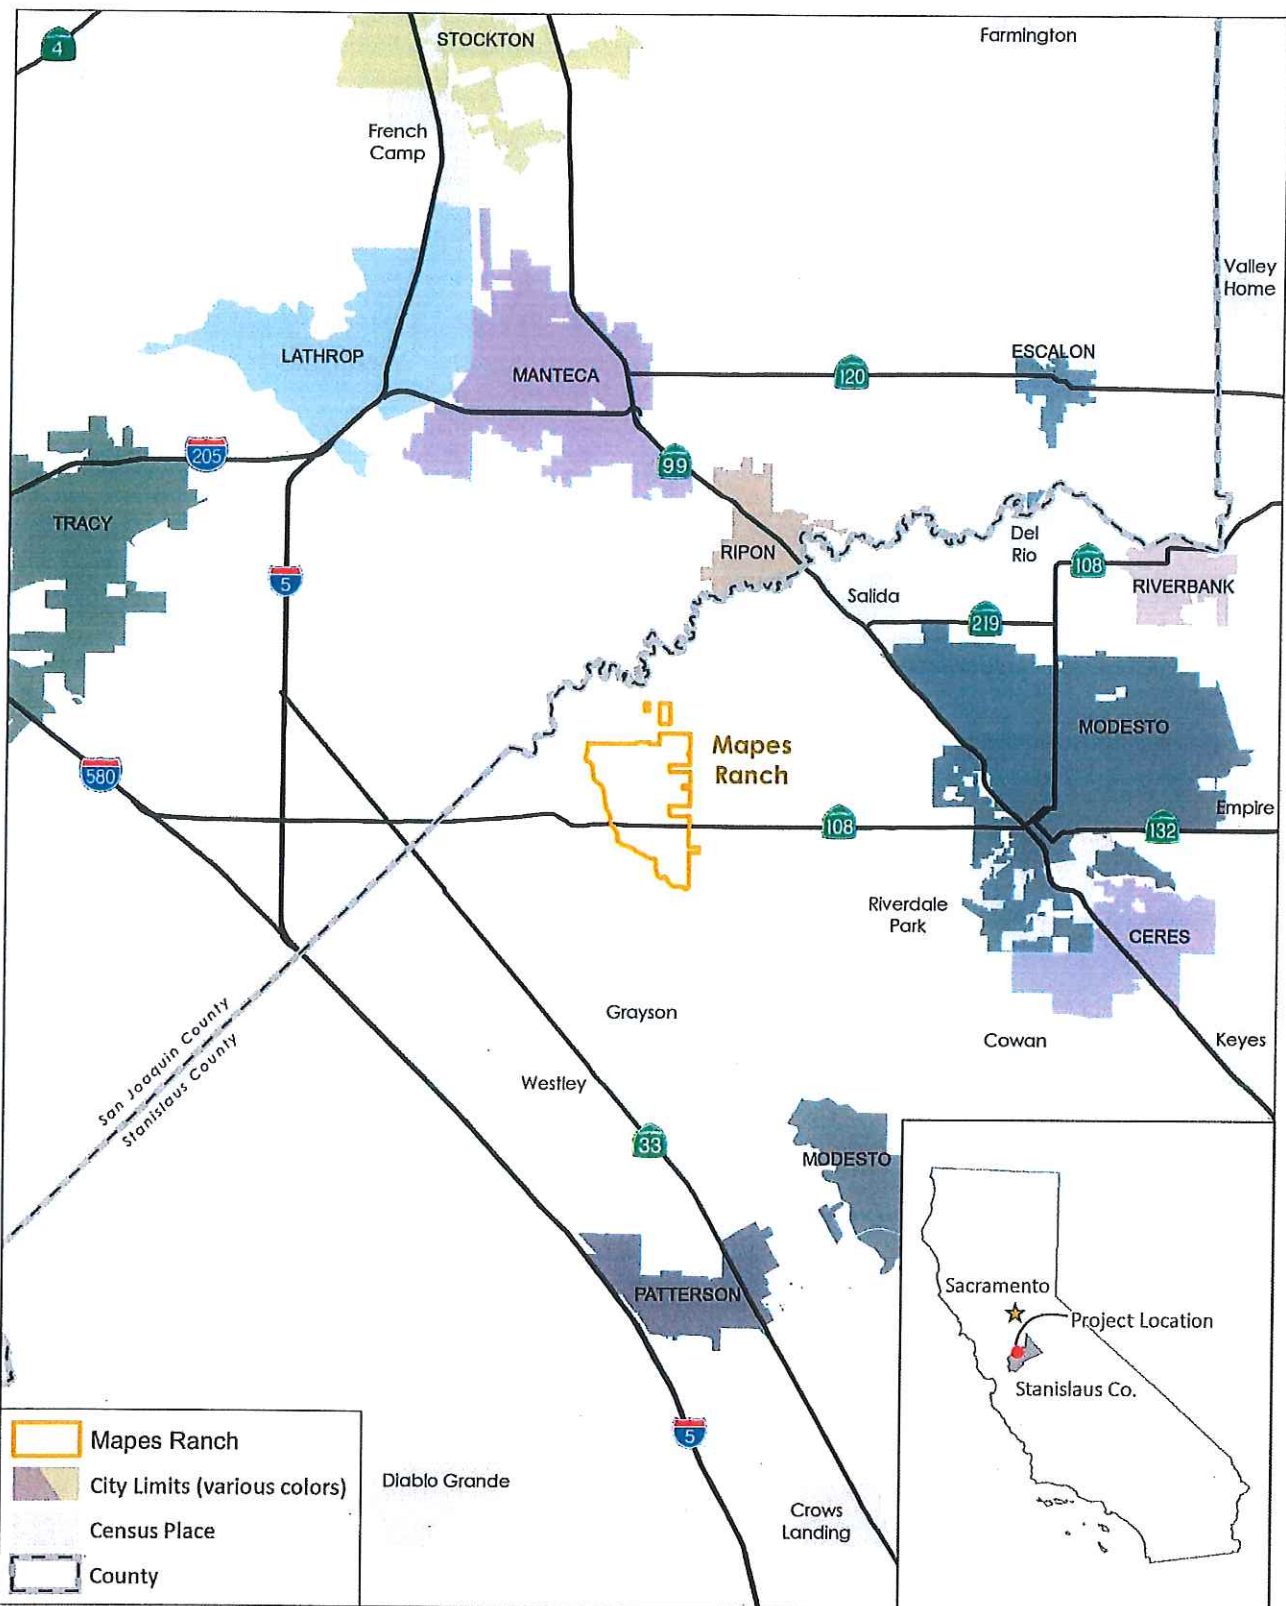 4
STOCKTON
Farmington
French
Camp
Valley
Home
LATHROP
MANTECA
ESCALON
120
205
99
TRACY
RIPON
Del
Rio
5
108
RIVERBANK
Salida
219
MODESTO
Mapes
Ranch
580
Empire
108
132
Riverdale
Park
CERES
San Joaquin County
Stanislaus County
Grayson
Cowan
Keyes
Westley
33
MODESTO
PATTERSON
Sacramento
Project Location
Stanislaus Co.
5
Diablo Grande
Crows
Landing
Mapes Ranch
City Limits (various colors)
Census Place
County